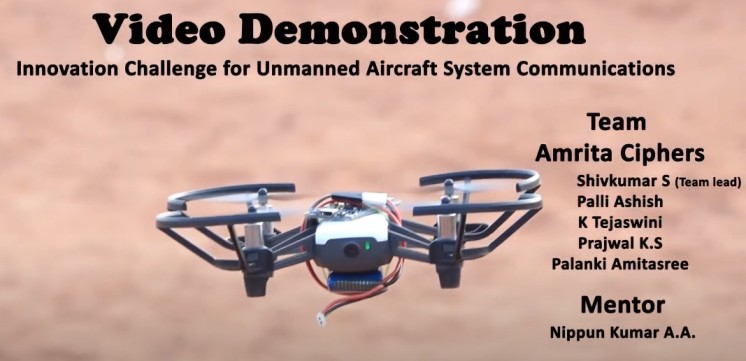 Video Demonstration
Innovation Challenge for Unmanned Aircraft System Communications
Team
Amrita Ciphers
Shivkumar S (Team lead)
Palli Ashish
K Tejaswini
Prajwal K.S
Palanki Amitasree
Mentor
Nippun Kumar A.A.